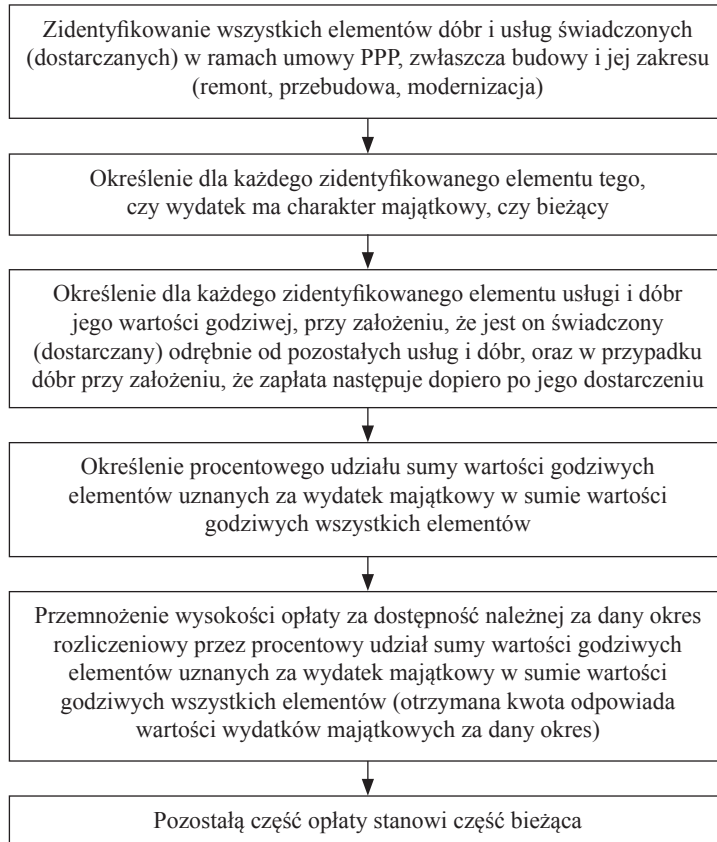 Zidentyfikowanie wszystkich elementów dóbr i usług świadczonych
(dostarczanych) w ramach umowy PPP, zwłaszcza budowy i jej zakresu
(remont, przebudowa, modernizacja)
Określenie dla każdego zidentyfikowanego elementu tego,
czy wydatek ma charakter majątkowy, czy bieżący
Określenie dla każdego zidentyfikowanego elementu usługi i dóbr
jego wartości godziwej, przy założeniu, że jest on świadczony
(dostarczany) odrębnie od pozostałych usług i dóbr, oraz w przypadku
dóbr przy założeniu, że zapłata następuje dopiero po jego dostarczeniu
Określenie procentowego udziału sumy wartości godziwych
elementów uznanych za wydatek majątkowy w sumie wartości
godziwych wszystkich elementów
Przemnożenie wysokości opłaty za dostępność należnej za dany okres
rozliczeniowy przez procentowy udział sumy wartości godziwych
elementów uznanych za wydatek majątkowy w sumie wartości
godziwych wszystkich elementów (otrzymana kwota odpowiada
wartości wydatków majątkowych za dany okres)
Pozostałą część opłaty stanowi część bieżąca